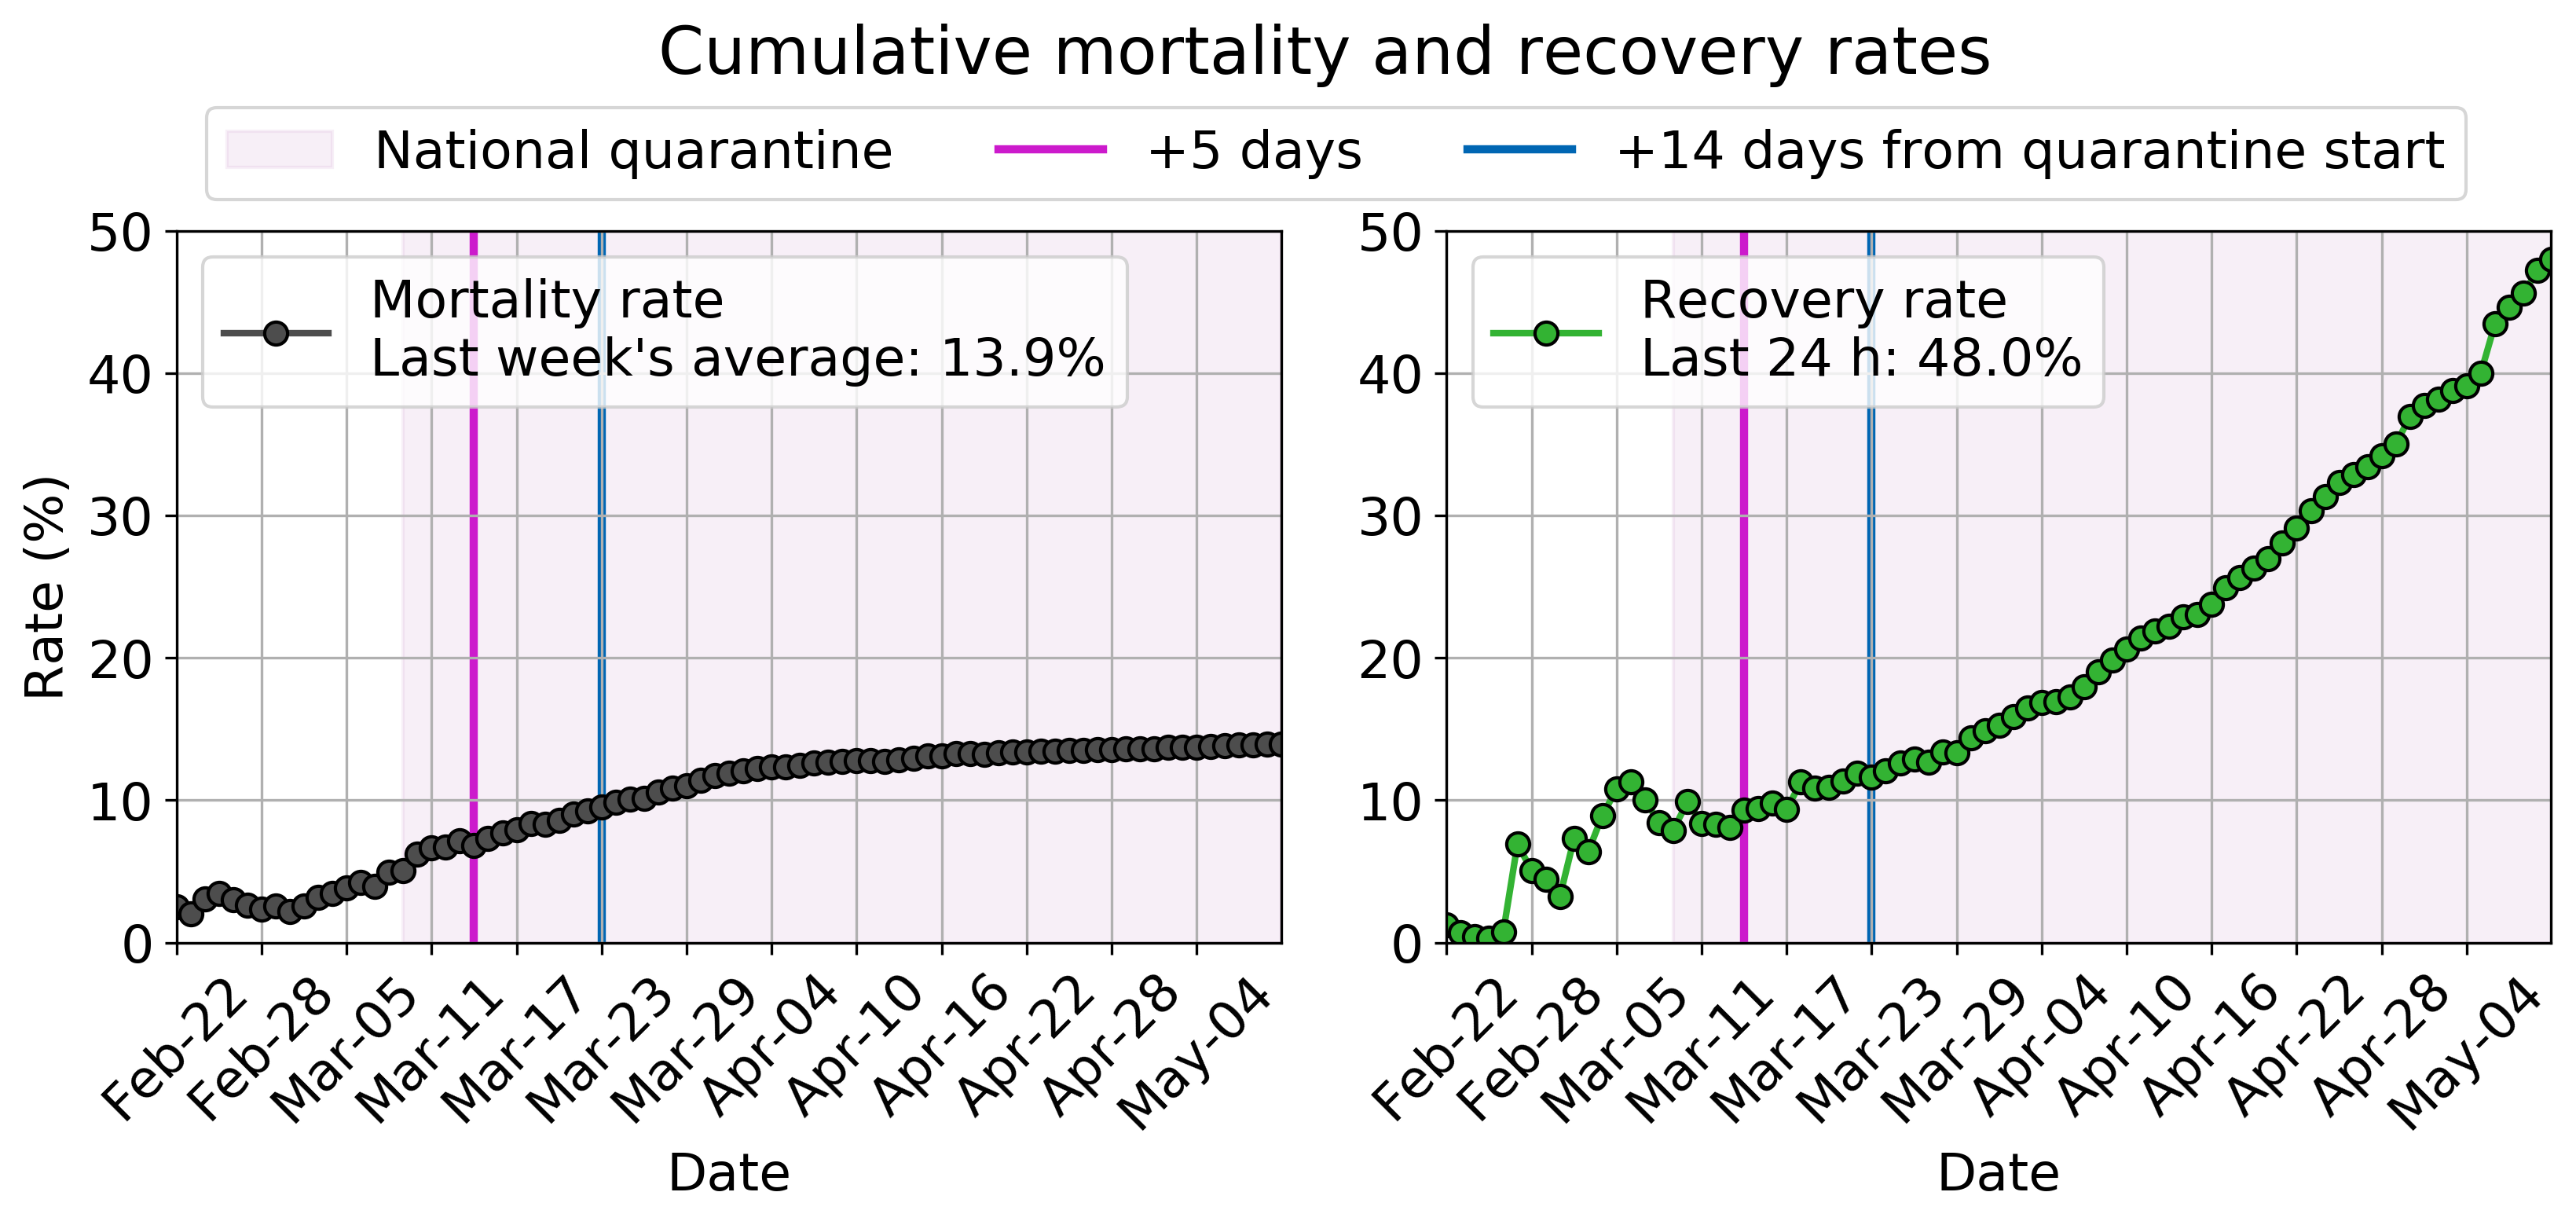 Cumulative mortality and recovery rates
National quarantine +5 days +14 days from quarantine start
Mortality rate
Last week's average: 13.9%
50
40
30
20
10
0
Rate (%)
Feb-22 Feb-28 Mar-05 Mar-11 Mar-17 Mar-23 Mar-29 Apr-04 Apr-10 Apr-16 Apr-22 Apr-28 May-04
Date
Recovery rate
Last 24 h: 48.0%
50
40
30
20
10
0
Feb-22 Feb-28 Mar-05 Mar-11 Mar-17 Mar-23 Mar-29 Apr-04 Apr-10 Apr-16 Apr-22 Apr-28 May-04
Date